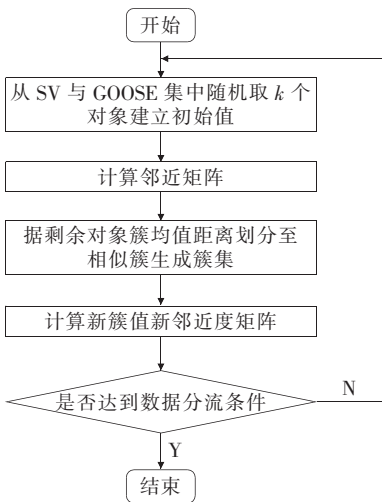 开始
从 SV 与 GOOSE 集中随机取 k 个
对象建立初始值
计算邻近矩阵
据剩余对象簇均值距离划分至
相似簇生成簇集
计算新簇值新邻近度矩阵
是否达到数据分流条件
N
Y
结束